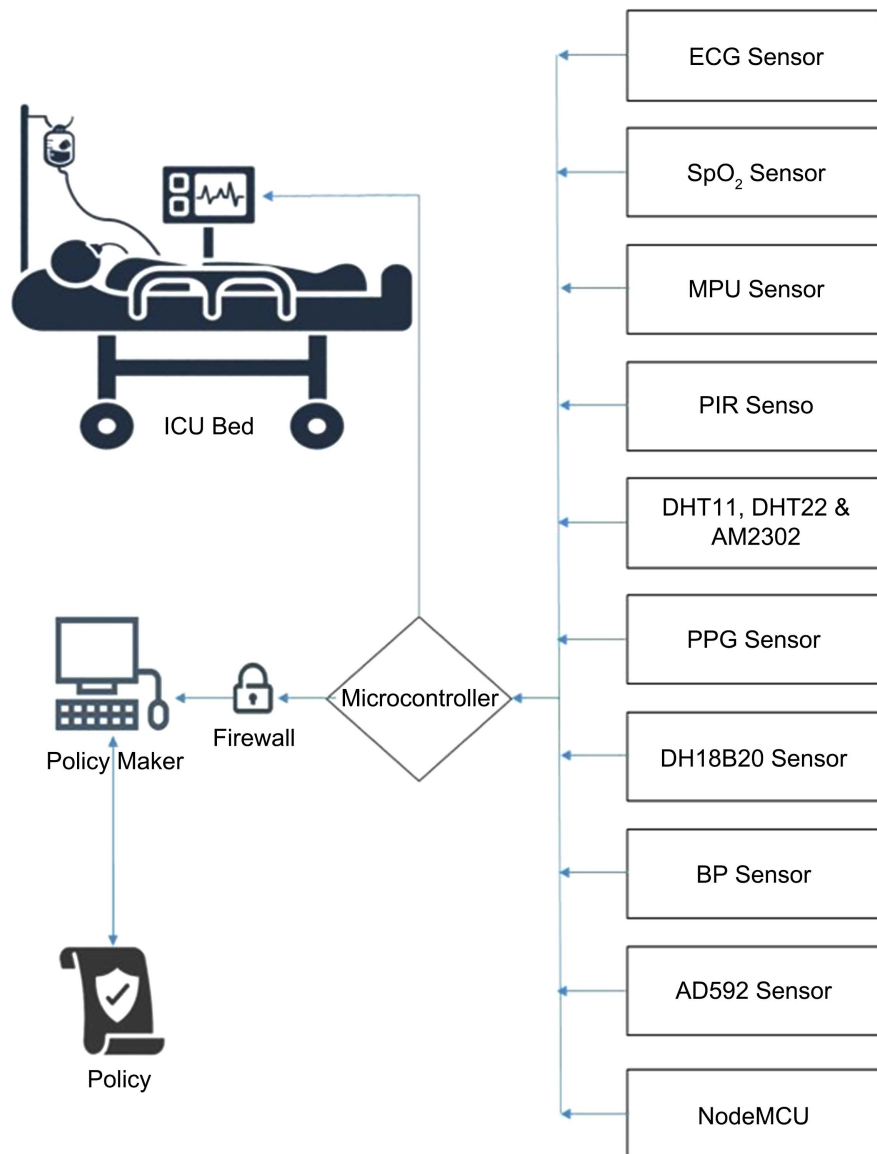 ECG Sensor
SpO₂ Sensor
MPU Sensor
PIR Senso
DHT11, DHT22 &
AM2302
PPG Sensor
DH18B20 Sensor
BP Sensor
AD592 Sensor
NodeMCU
ICU Bed
Microcontroller
Firewall
Policy Maker
Policy